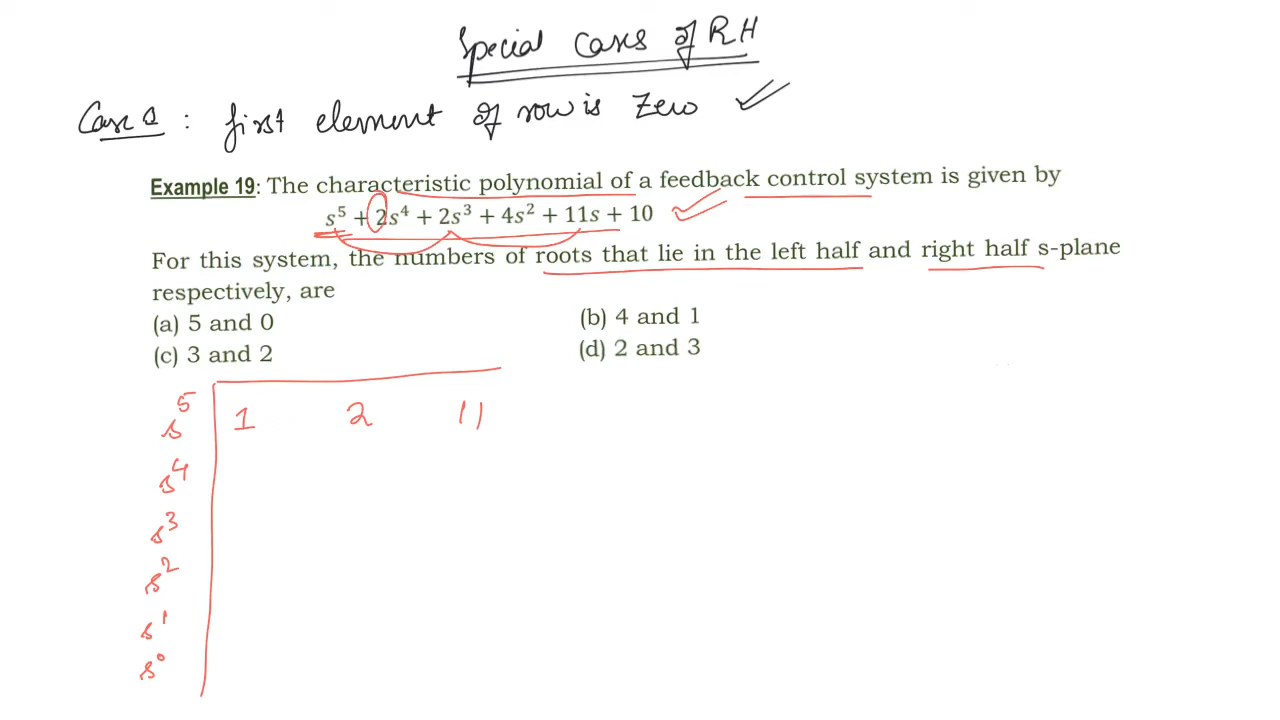 Special Cases of RH
Case 1 : first element of row is Zero
Example 19: The characteristic polynomial of a feedback control system is given by
s⁵ + 2s⁴ + 2s³ + 4s² + 11s + 10
For this system, the numbers of roots that lie in the left half and right half s-plane
respectively, are
(a) 5 and 0 (b) 4 and 1
(c) 3 and 2 (d) 2 and 3
s⁵ 1 2 11
s⁴
s³
s²
s¹
s⁰